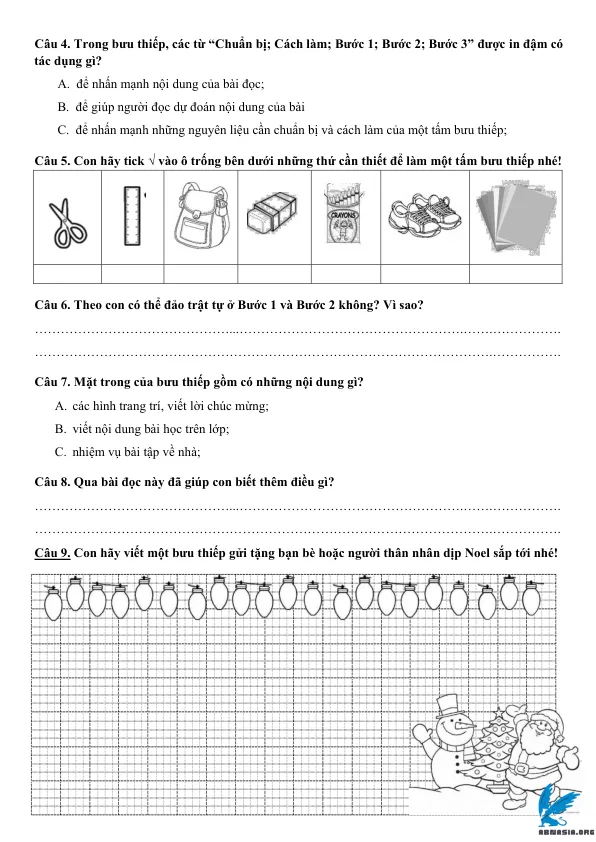 Câu 4. Trong bưu thiếp, các từ “Chuẩn bị; Cách làm; Bước 1; Bước 2; Bước 3” được in đậm có
tác dụng gì?
A. để nhấn mạnh nội dung của bài đọc;
B. để giúp người đọc dự đoán nội dung của bài
C. để nhấn mạnh những nguyên liệu cần chuẩn bị và cách làm của một tấm bưu thiếp;
Câu 5. Con hãy tick √ vào ô trống bên dưới những thứ cần thiết để làm một tấm bưu thiếp nhé!
CRAYONS
Câu 6. Theo con có thể đảo trật tự ở Bước 1 và Bước 2 không? Vì sao?
Câu 7. Mặt trong của bưu thiếp gồm có những nội dung gì?
A. các hình trang trí, viết lời chúc mừng;
B. viết nội dung bài học trên lớp;
C. nhiệm vụ bài tập về nhà;
Câu 8. Qua bài đọc này đã giúp con biết thêm điều gì?
Câu 9. Con hãy viết một bưu thiếp gửi tặng bạn bè hoặc người thân nhân dịp Noel sắp tới nhé!
ABNASIA.ORG